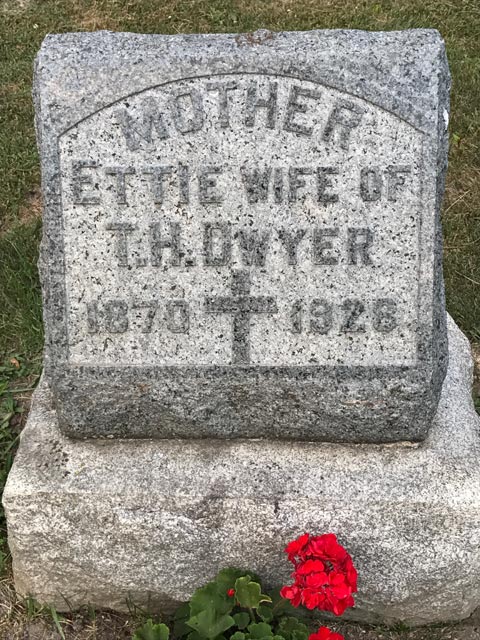 MOTHER
ETTIE WIFE OF
T.H. DWYER
1870 1926